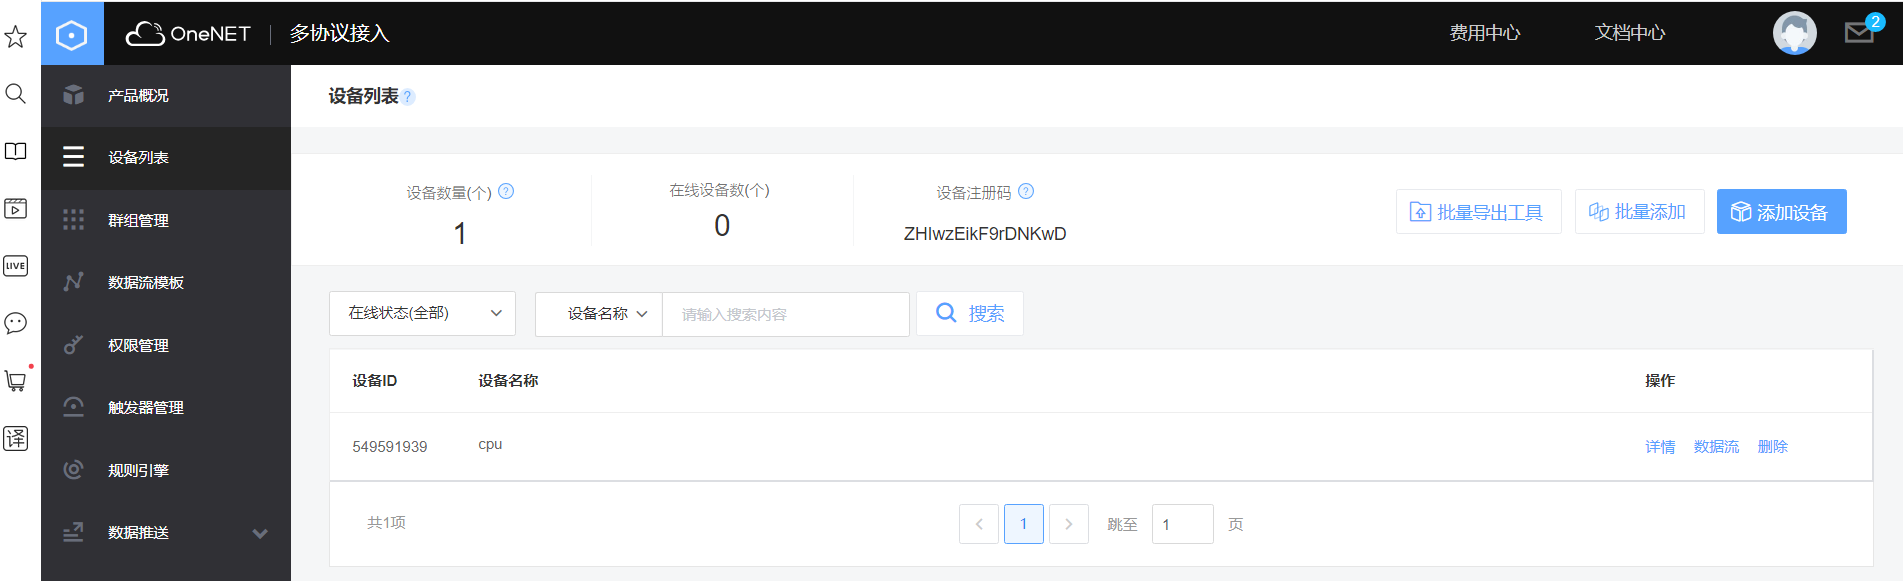 OneNET 多协议接入 费用中心 文档中心 2
产品概况
设备列表
群组管理
数据流模板
权限管理
触发器管理
规则引擎
数据推送
LIVE
译
设备列表 ?
设备数量(个) ? 在线设备数(个) 设备注册码 ?
1 0 ZHIwzEikF9rDNKwD
批量导出工具 批量添加 添加设备
在线状态(全部) 设备名称 请输入搜索内容 搜索
设备ID 设备名称 操作
549591939 cpu 详情 数据流 删除
共1项 < 1 > 跳至 1 页